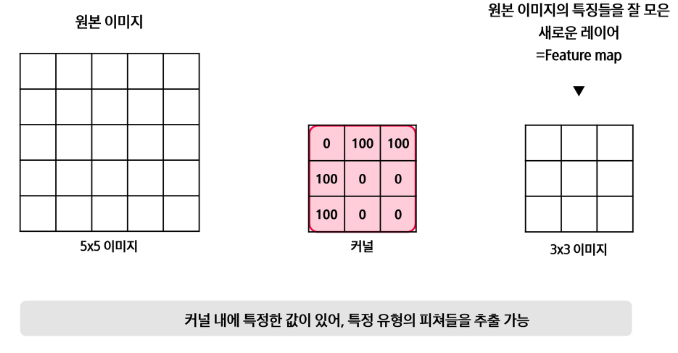 원본 이미지
원본 이미지의 특징들을 잘 모은
새로운 레이어
=Feature map
▼
0 100 100
100 0 0
100 0 0
5x5 이미지
커널
3x3 이미지
커널 내에 특정한 값이 있어, 특정 유형의 피쳐들을 추출 가능